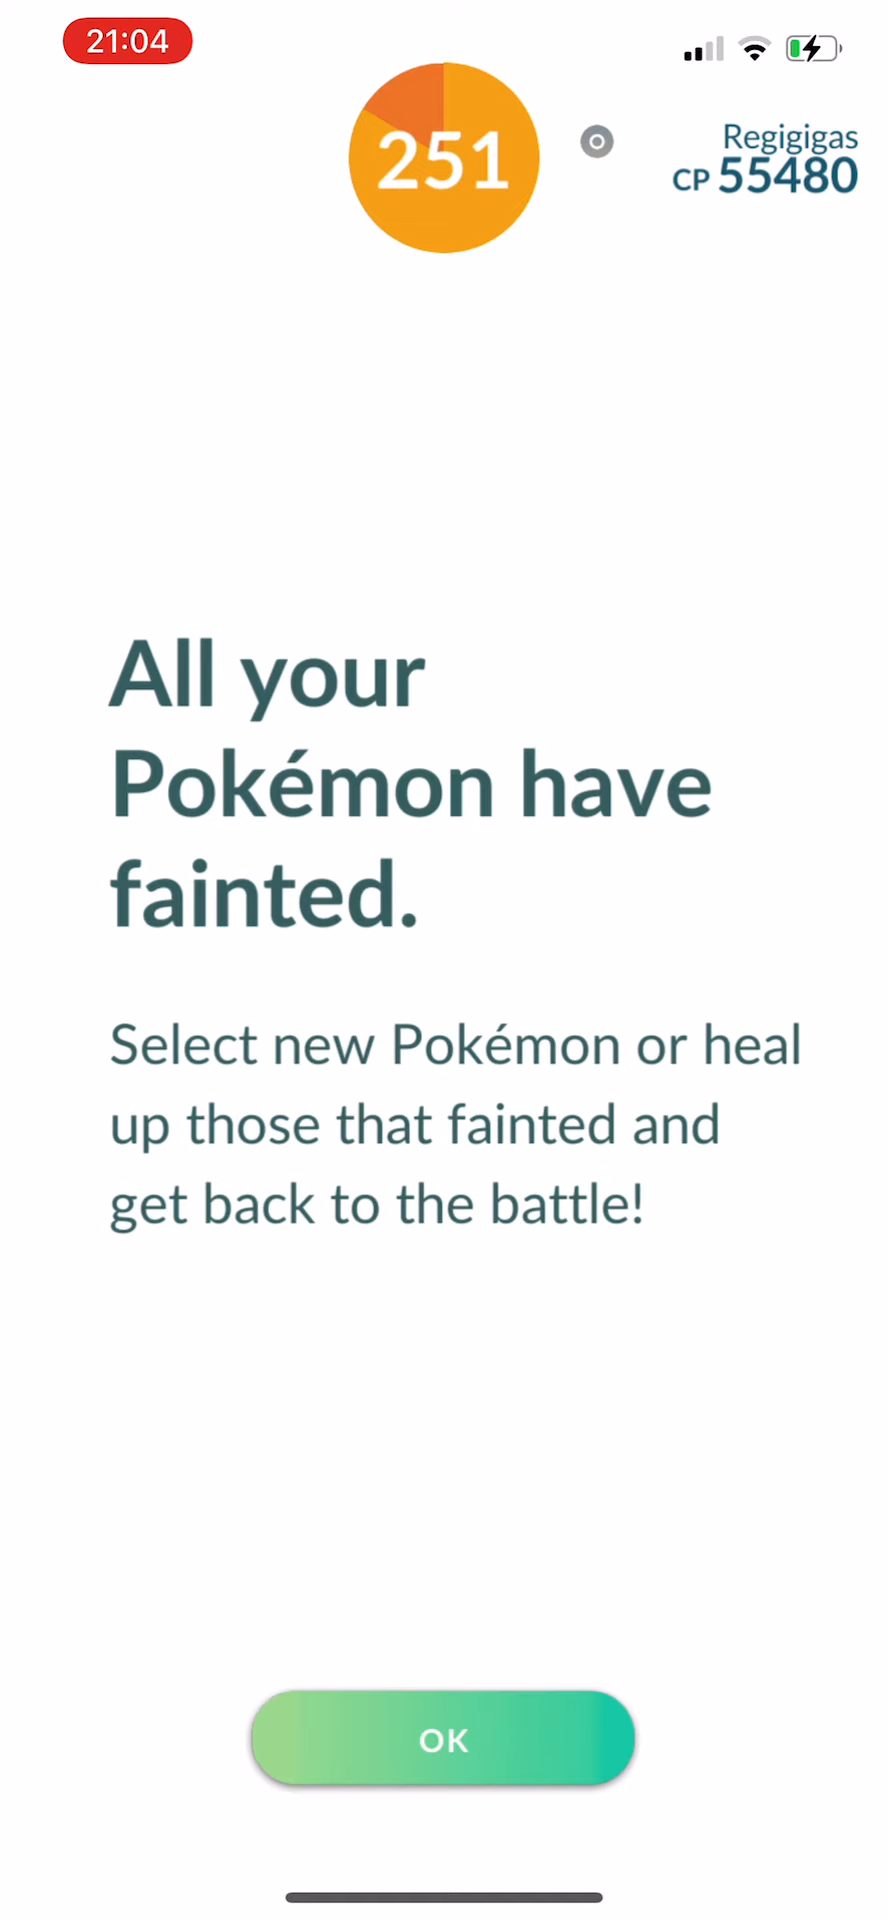 21:04
251
Regigigas
CP 55480
All your
Pokémon have
fainted.
Select new Pokémon or heal
up those that fainted and
get back to the battle!
OK